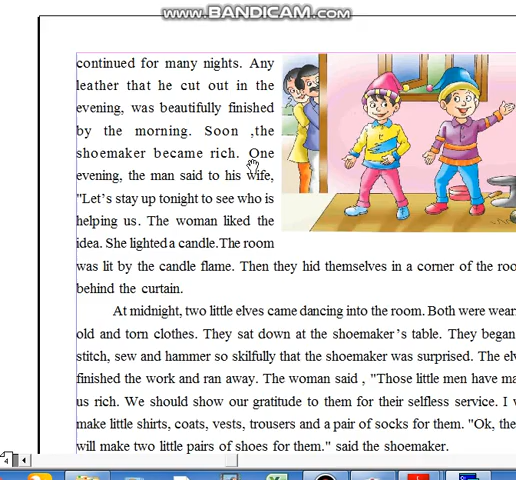 www.BANDICAM.com
continued for many nights. Any
leather that he cut out in the
evening, was beautifully finished
by the morning. Soon ,the
shoemaker became rich. One
evening, the man said to his wife,
"Let's stay up tonight to see who is
helping us. The woman liked the
idea. She lighted a candle.The room
was lit by the candle flame. Then they hid themselves in a corner of the roo
behind the curtain.
At midnight, two little elves came dancing into the room. Both were wear
old and torn clothes. They sat down at the shoemaker's table. They began
stitch, sew and hammer so skilfully that the shoemaker was surprised. The el
finished the work and ran away. The woman said , "Those little men have ma
us rich. We should show our gratitude to them for their selfless service. I w
make little shirts, coats, vests, trousers and a pair of socks for them. "Ok, the
will make two little pairs of shoes for them." said the shoemaker.
4